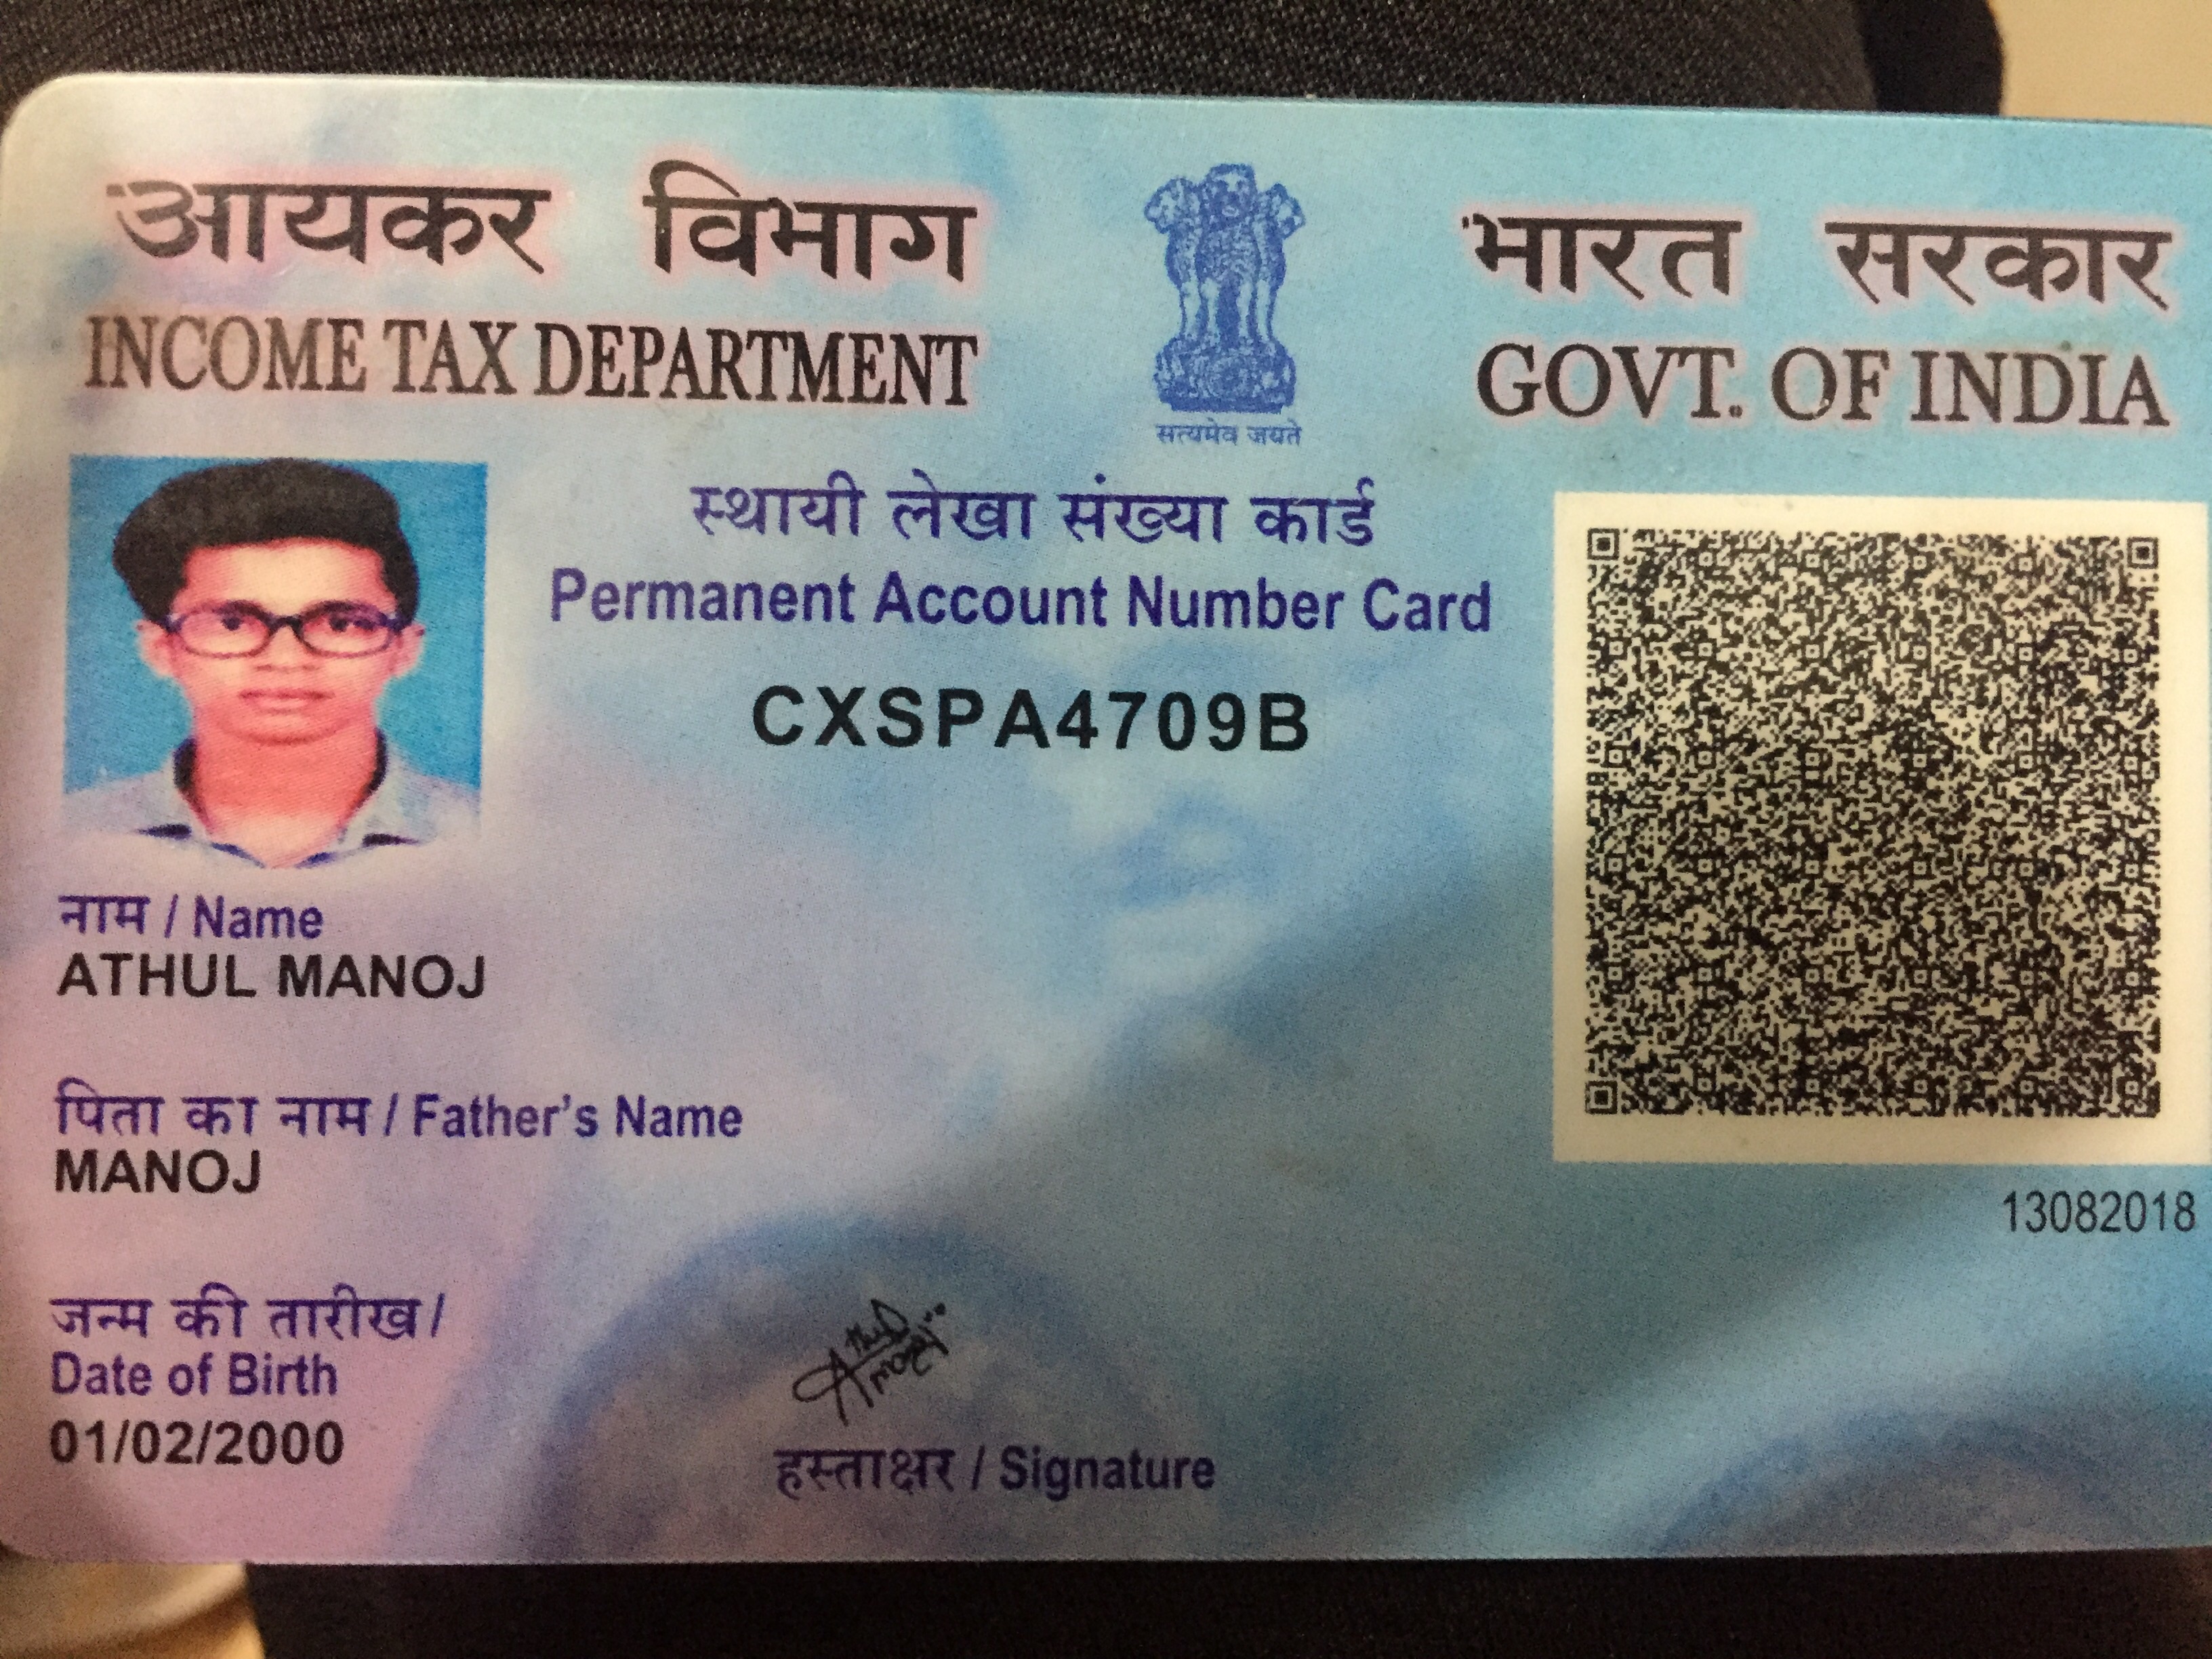 आयकर विभाग
INCOME TAX DEPARTMENT
सत्यमेव जयते
भारत सरकार
GOVT. OF INDIA
स्थायी लेखा संख्या कार्ड
Permanent Account Number Card
CXSPA4709B
नाम / Name
ATHUL MANOJ
पिता का नाम / Father's Name
MANOJ
जन्म की तारीख /
Date of Birth
01/02/2000
हस्ताक्षर / Signature
13082018